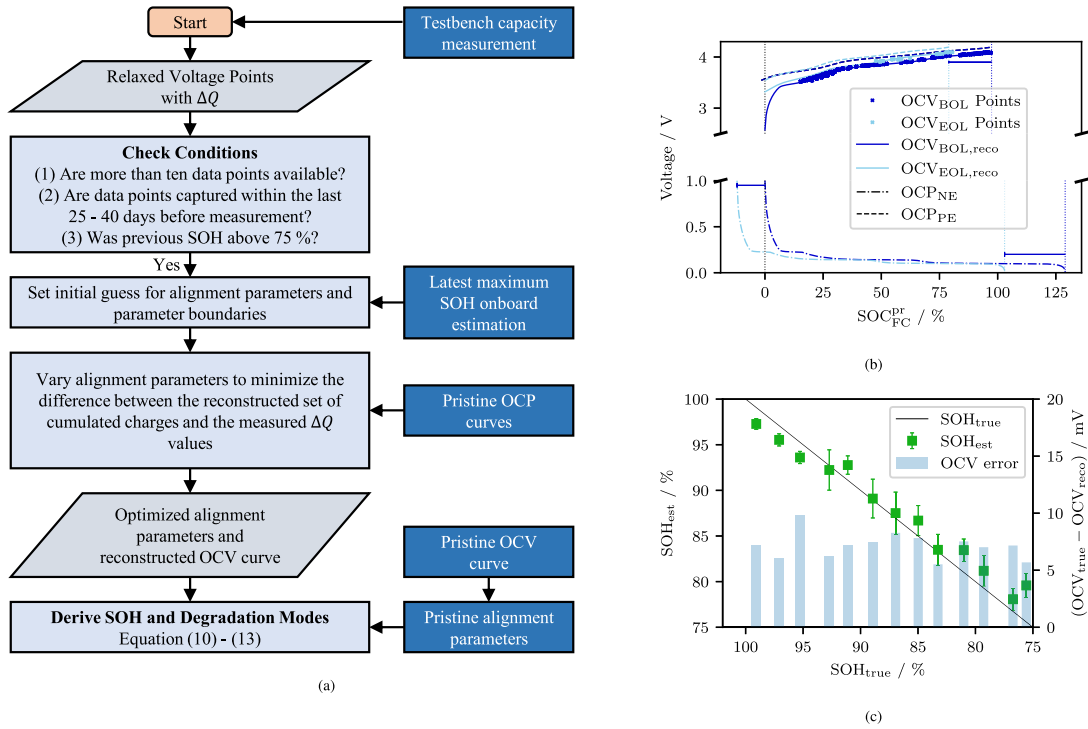 Start
Testbench capacity
measurement
Relaxed Voltage Points
with ΔQ
Check Conditions
(1) Are more than ten data points available?
(2) Are data points captured within the last
25 - 40 days before measurement?
(3) Was previous SOH above 75 %?
Yes
Set initial guess for alignment parameters and
parameter boundaries
Latest maximum
SOH onboard
estimation
Vary alignment parameters to minimize the
difference between the reconstructed set of
cumulated charges and the measured ΔQ
values
Pristine OCP
curves
Optimized alignment
parameters and
reconstructed OCV curve
Pristine OCV
curve
Derive SOH and Degradation Modes
Equation (10) - (13)
Pristine alignment
parameters
(a)
4
3
1.0
0.5
0.0
Voltage / V
OCV_BOL Points
OCV_EOL Points
OCV_BOL,reco
OCV_EOL,reco
OCP_NE
OCP_PE
0 25 50 75 100 125
SOC_FC^pr / %
(b)
100
95
90
85
80
75
SOH_est / %
SOH_true
SOH_est
OCV error
20
15
10
5
0
(OCV_true − OCV_reco) / mV
100 95 90 85 80 75
SOH_true / %
(c)